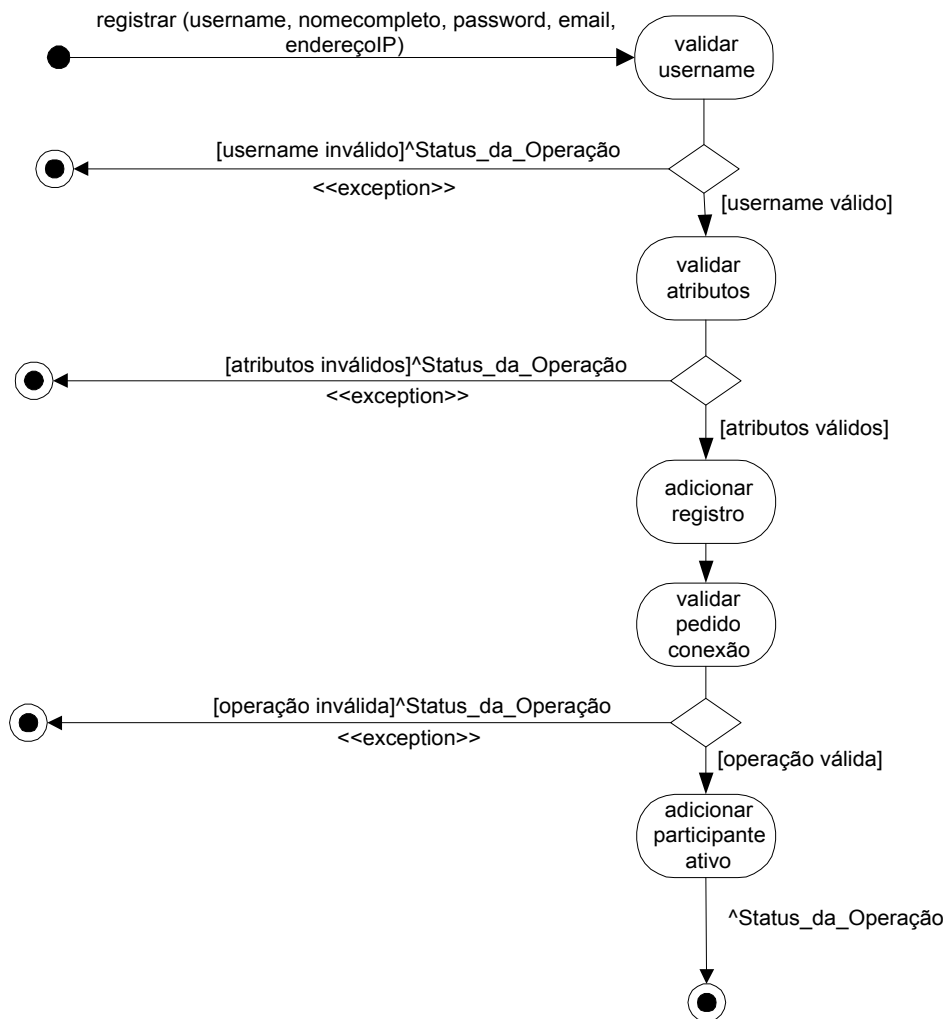 registrar (username, nomecompleto, password, email,
endereçoIP)
validar
username
[username inválido]^Status_da_Operação
<<exception>>
[username válido]
validar
atributos
[atributos inválidos]^Status_da_Operação
<<exception>>
[atributos válidos]
adicionar
registro
validar
pedido
conexão
[operação inválida]^Status_da_Operação
<<exception>>
[operação válida]
adicionar
participante
ativo
^Status_da_Operação